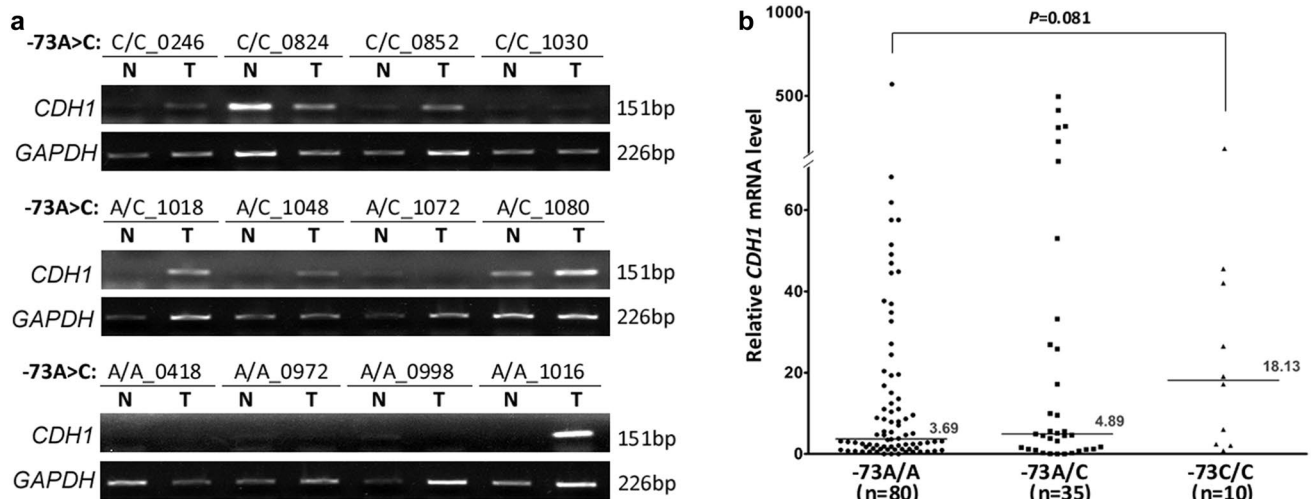 a
-73A>C: C/C_0246 C/C_0824 C/C_0852 C/C_1030
N T N T N T N T
CDH1 151bp
GAPDH 226bp
-73A>C: A/C_1018 A/C_1048 A/C_1072 A/C_1080
N T N T N T N T
CDH1 151bp
GAPDH 226bp
-73A>C: A/A_0418 A/A_0972 A/A_0998 A/A_1016
N T N T N T N T
CDH1 151bp
GAPDH 226bp
b
Relative CDH1 mRNA level
1000
500
60
40
20
0
P=0.081
3.69
4.89
18.13
-73A/A -73A/C -73C/C
(n=80) (n=35) (n=10)